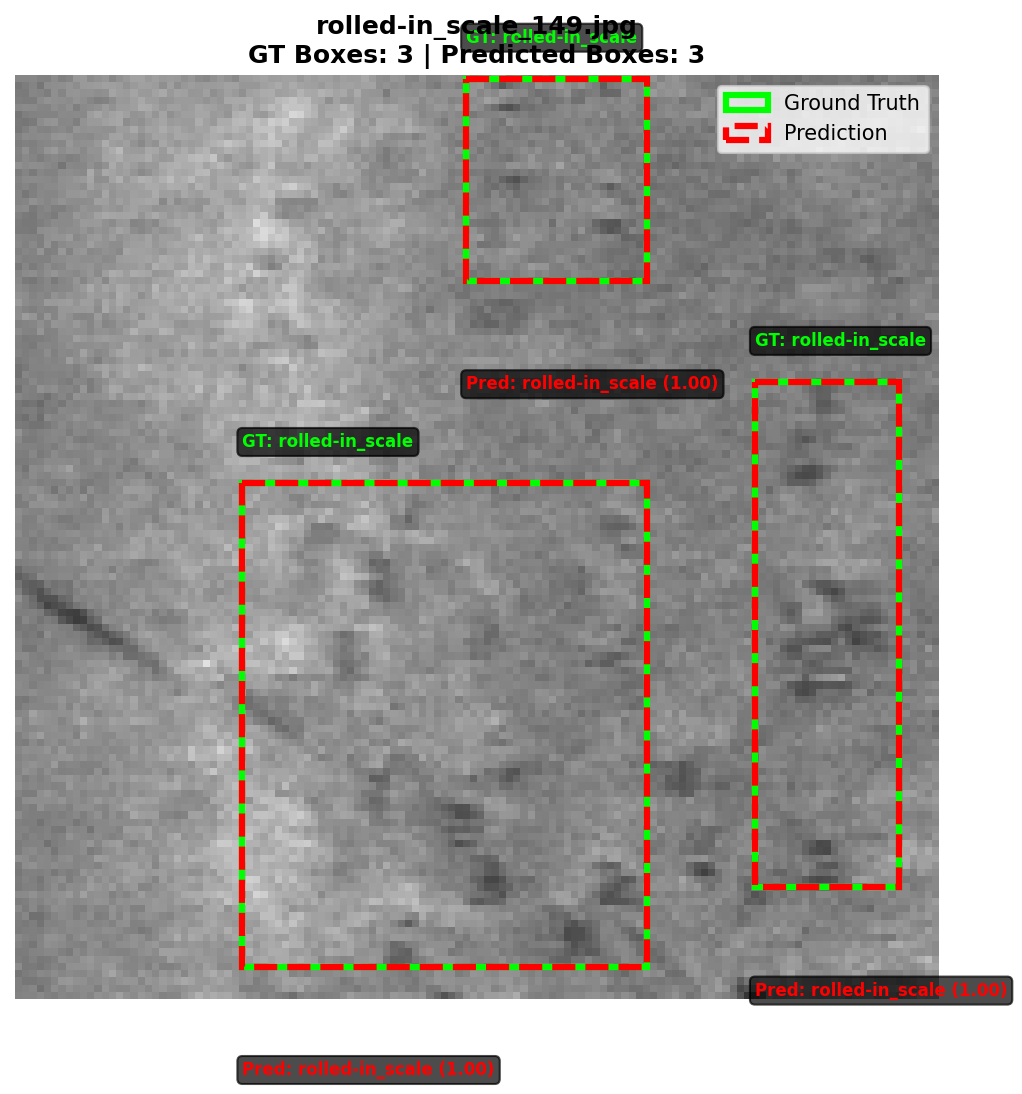 rolled-in_scale_149.jpg
GT: rolled-in_scale
GT Boxes: 3 | Predicted Boxes: 3
Ground Truth
Prediction
GT: rolled-in_scale
Pred: rolled-in_scale (1.00)
GT: rolled-in_scale
Pred: rolled-in_scale (1.00)
Pred: rolled-in_scale (1.00)